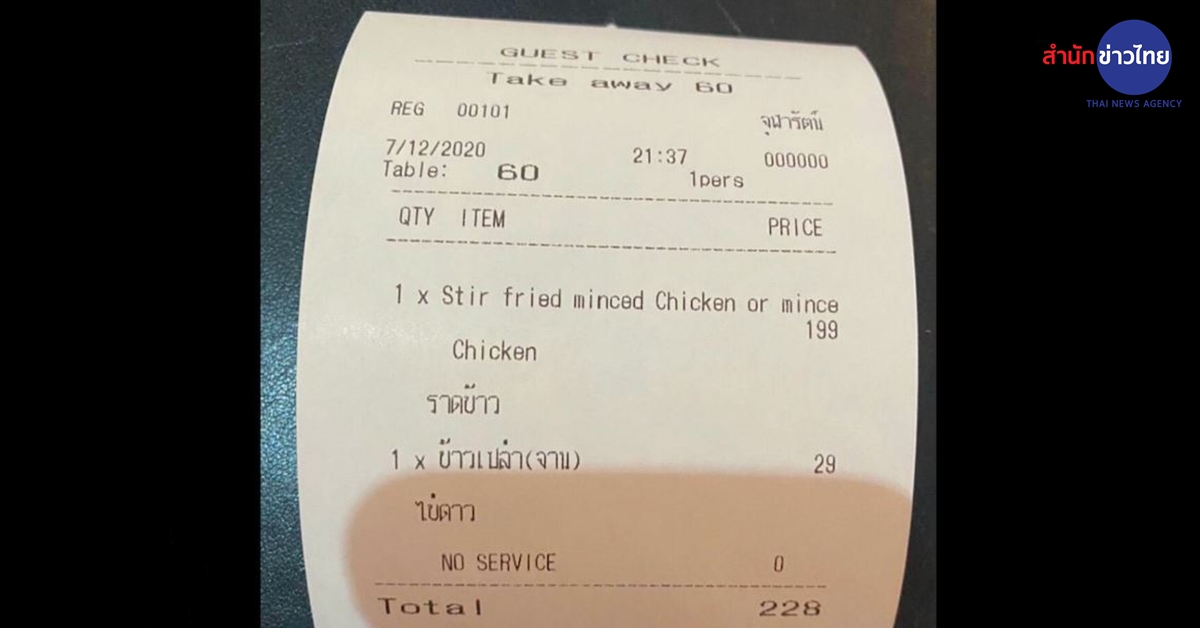 สำนักข่าวไทย
THAI NEWS AGENCY
GUEST CHECK
Take away 60
REG 00101 จุฬารัตน์
7/12/2020 21:37 000000
Table: 60 1pers
QTY ITEM PRICE
1 x Stir fried minced Chicken or mince
199
Chicken
ราดข้าว
1 x ข้าวเปล่า(จาน) 29
ไข่ดาว
NO SERVICE 0
Total 228